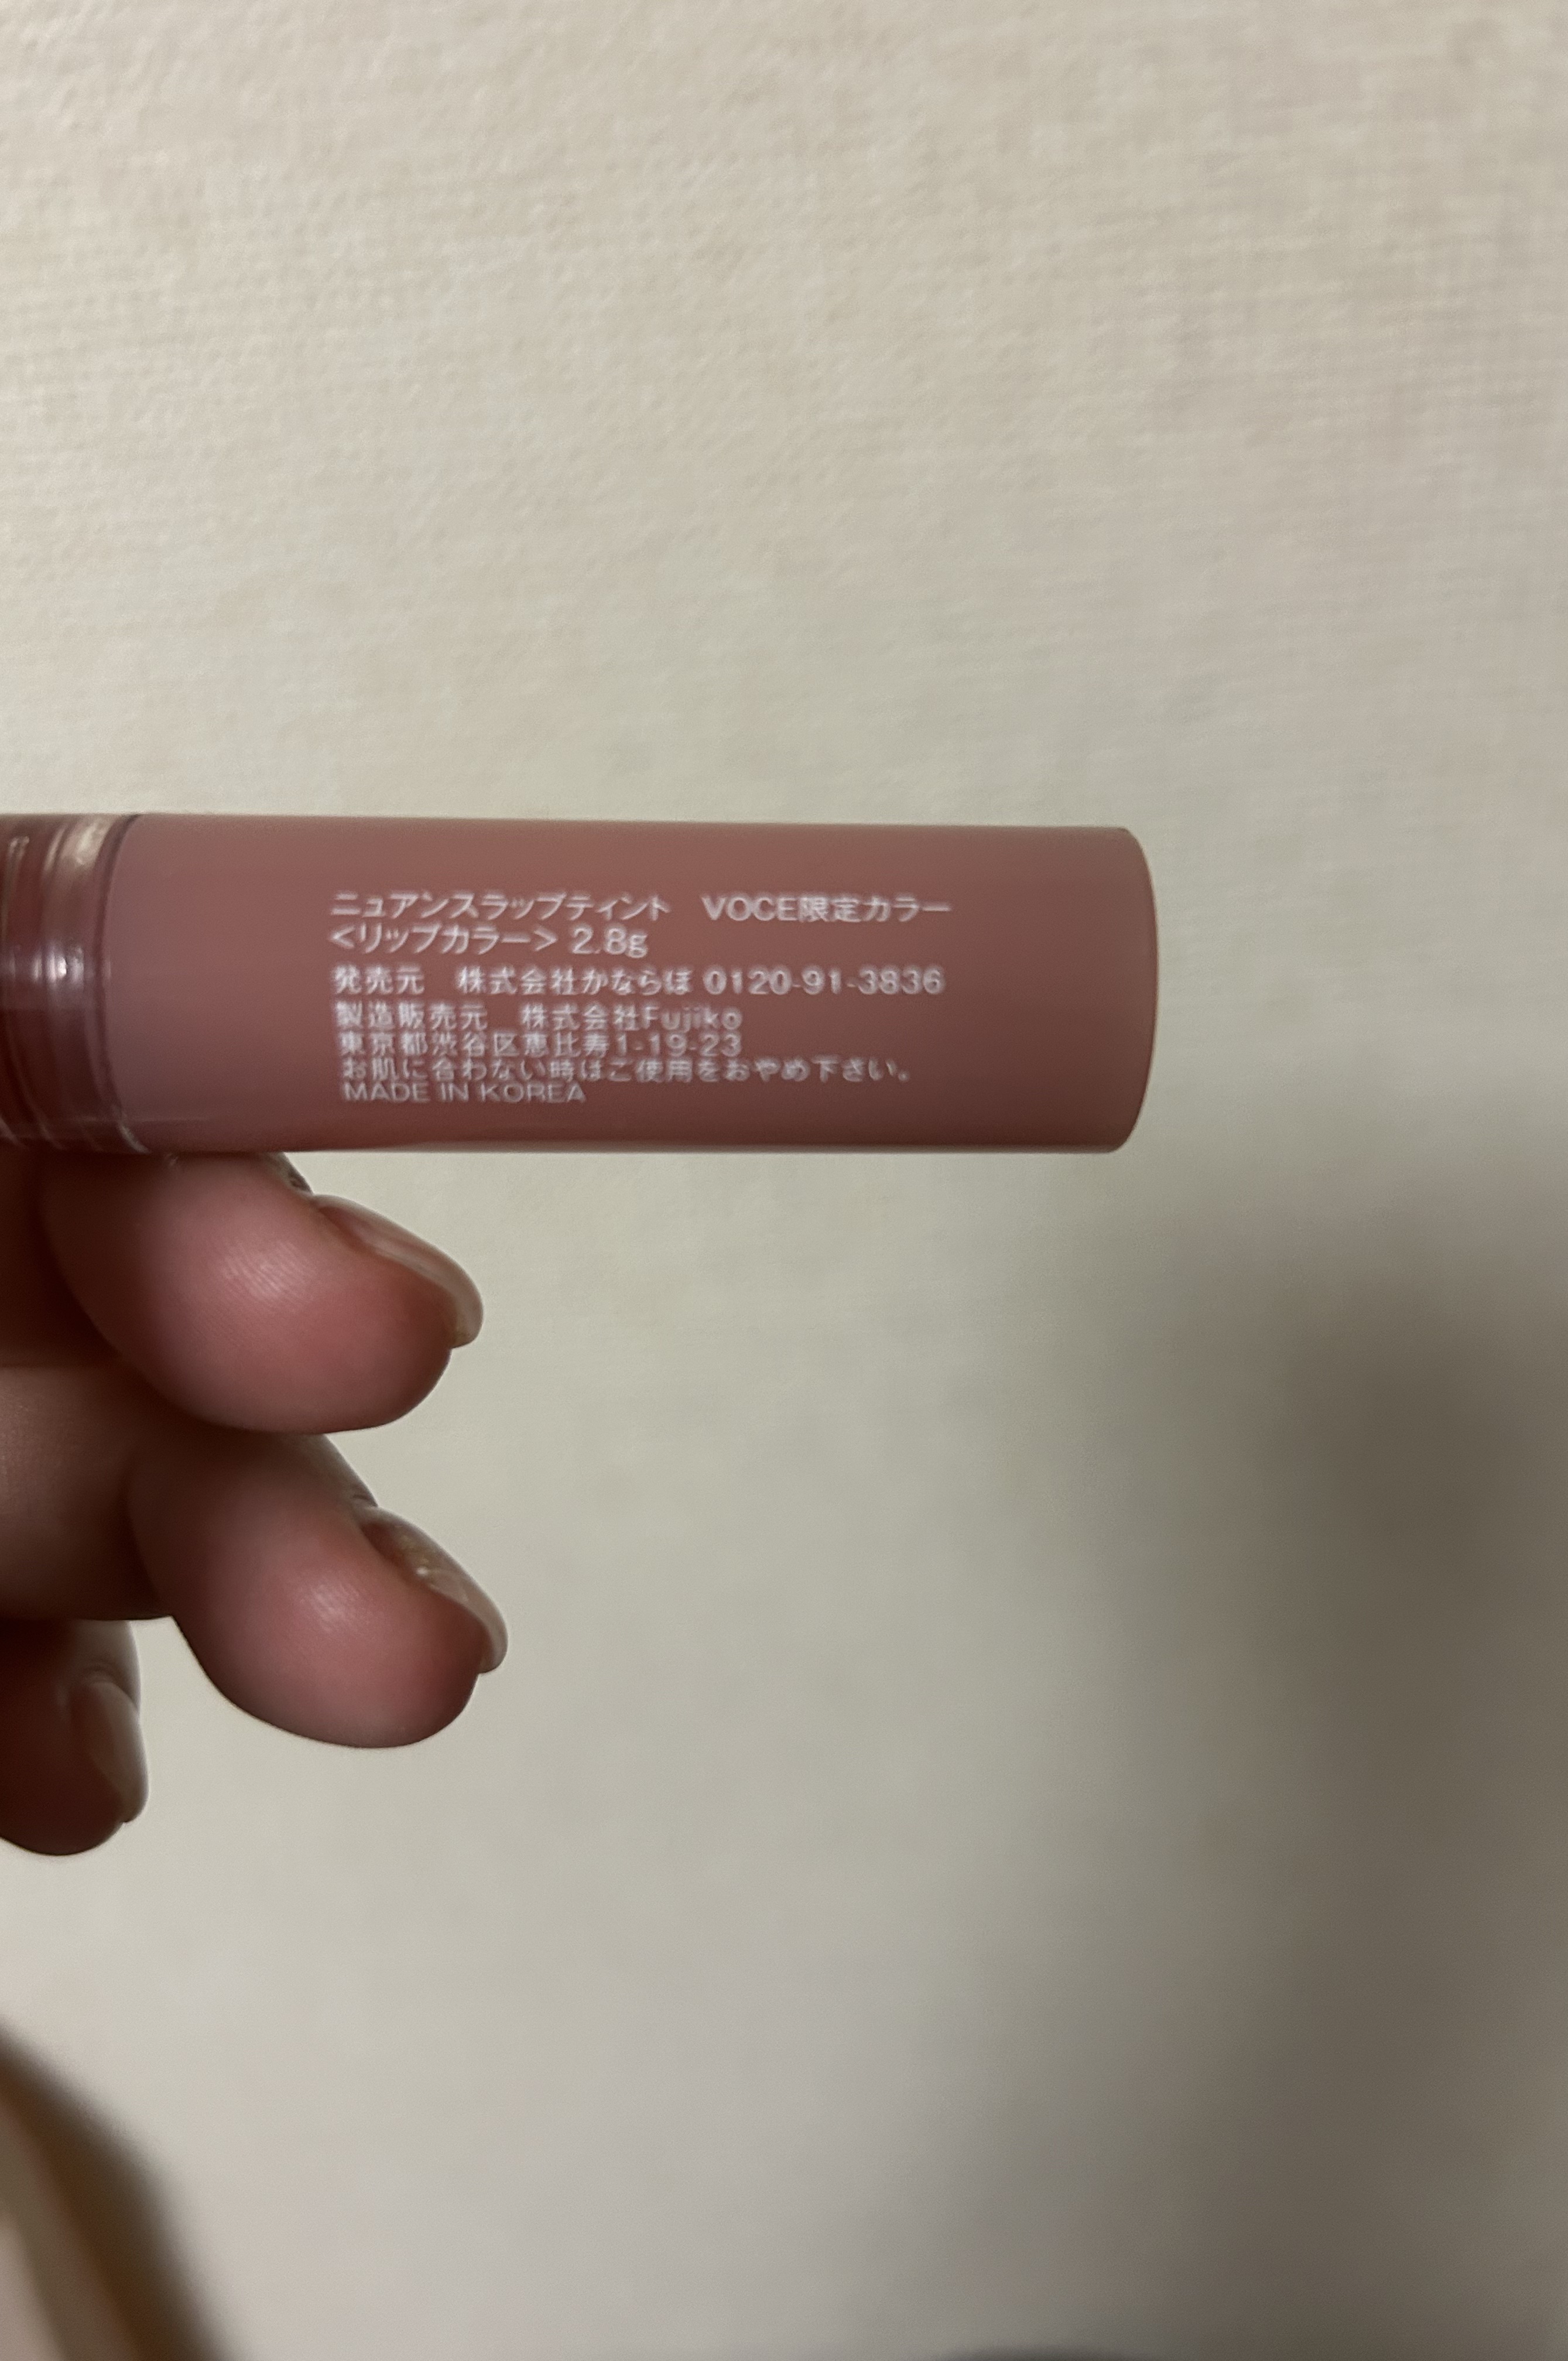 ニュアンスラップティント　VOCE限定カラー
<リップカラー> 2.8g
発売元　株式会社かならぼ 0120-91-3836
製造販売元　株式会社Fujiko
東京都渋谷区恵比寿1-19-23
お肌に合わない時はご使用をおやめ下さい。
MADE IN KOREA